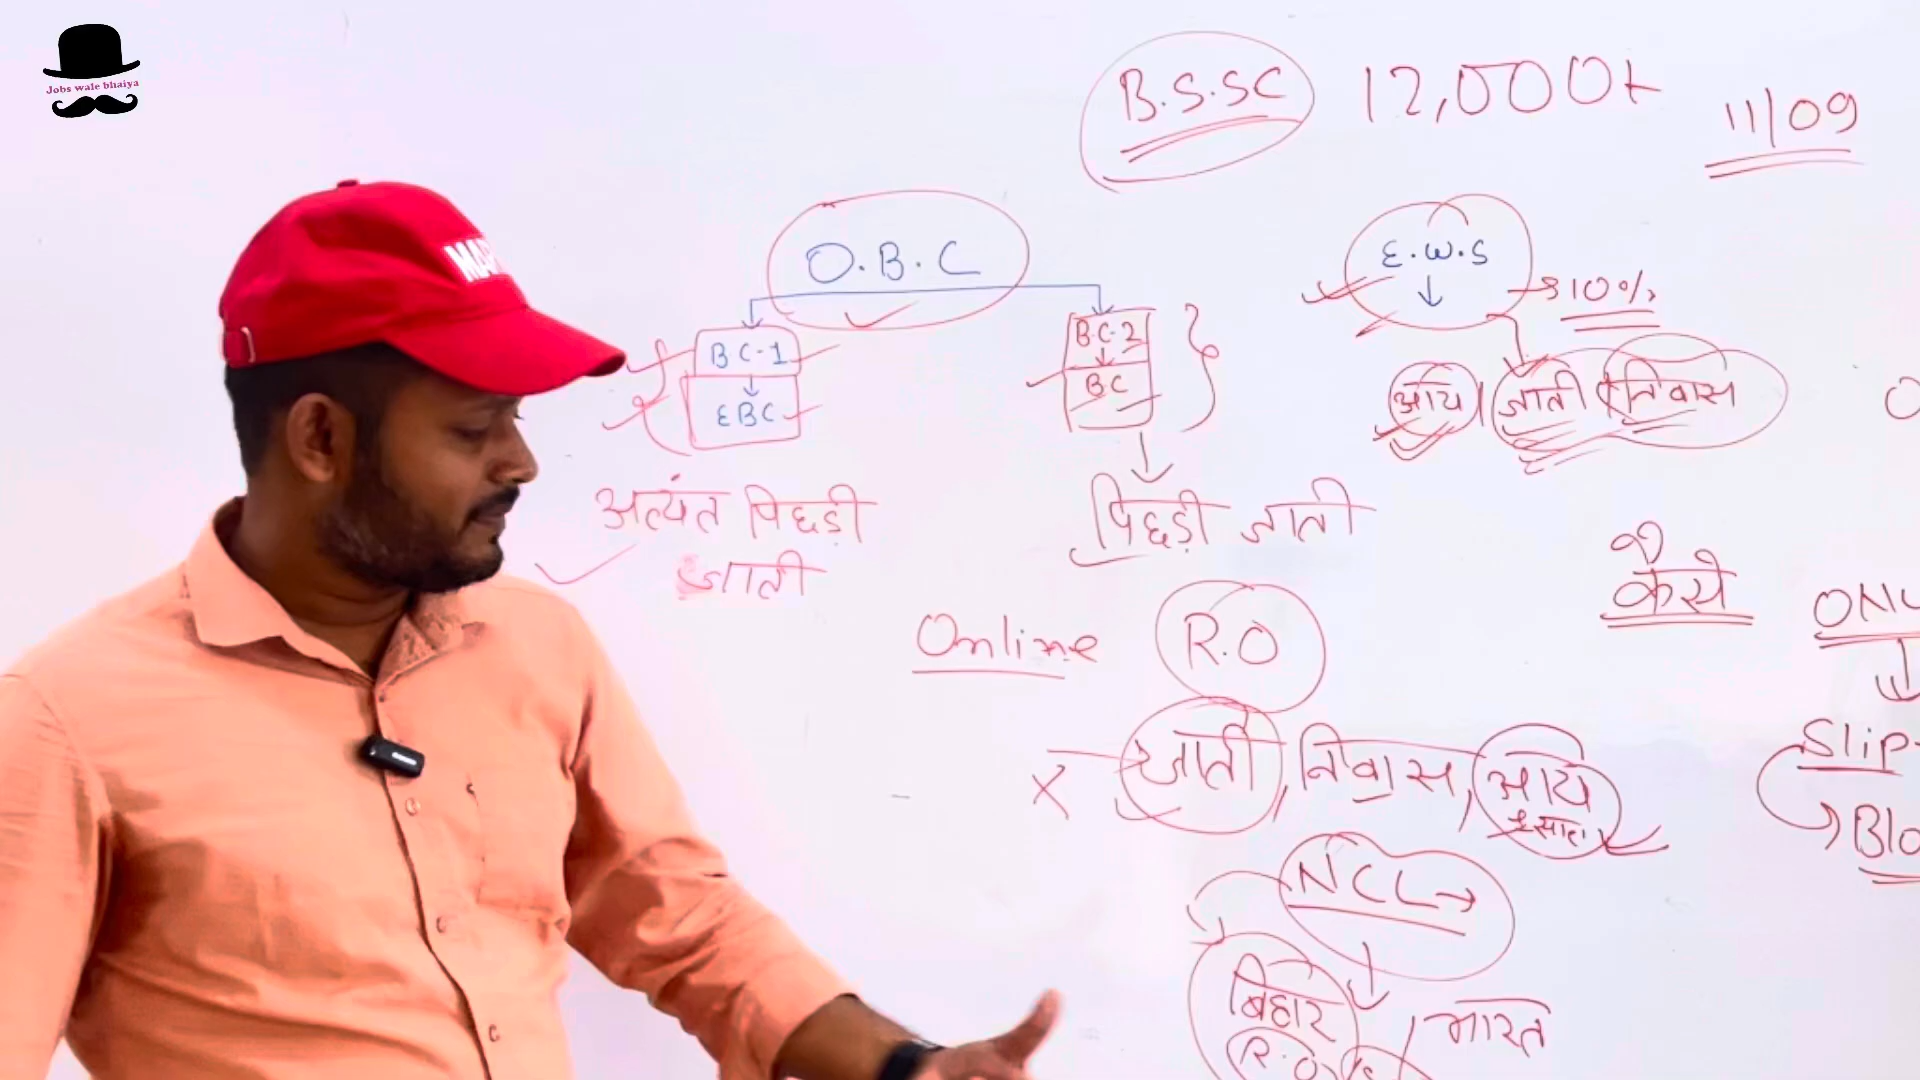 Jobs wale bhaiya
B.S.SC 12,000+ 11/09
O.B.C
E.W.S
10%
BC-1
EBC
B.C-2
BC
आय | जाती | निवास
अत्यंत पिछड़ी
जाती
पिछड़ी जाती
कैसे
Online R.O
जाती, निवास, आय
NCL→
बिहार / भारत
R.O
Slip